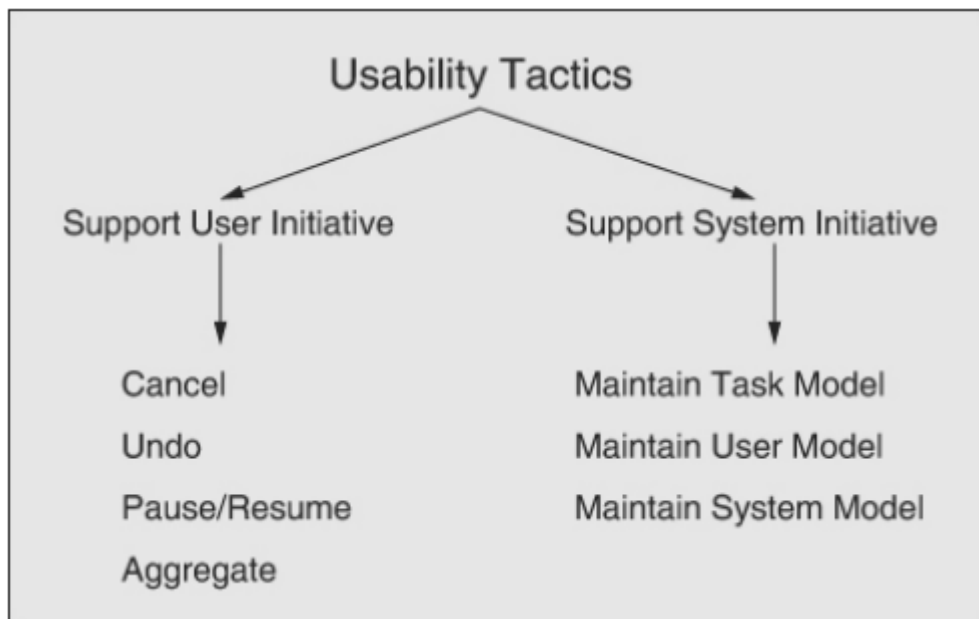 Usability Tactics
Support User Initiative
Support System Initiative
Cancel
Undo
Pause/Resume
Aggregate
Maintain Task Model
Maintain User Model
Maintain System Model